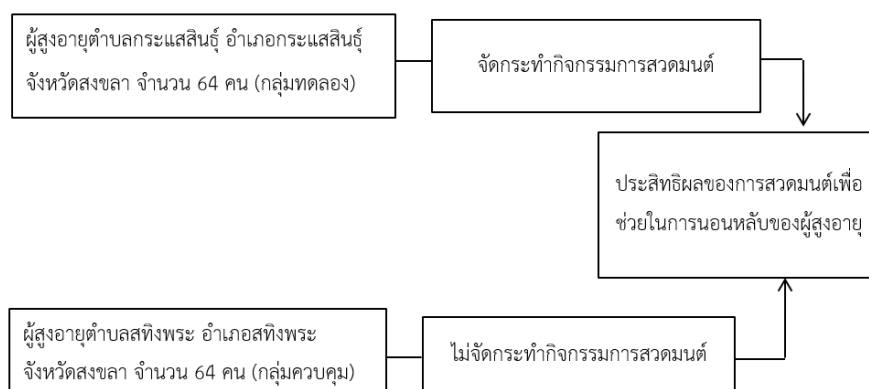 ผู้สูงอายุตำบลกระแสสินธุ์ อำเภอกระแสสินธุ์
จังหวัดสงขลา จำนวน 64 คน (กลุ่มทดลอง)
จัดกระทำกิจกรรมการสวดมนต์
ประสิทธิผลของการสวดมนต์เพื่อ
ช่วยในการนอนหลับของผู้สูงอายุ
ผู้สูงอายุตำบลสทิงพระ อำเภอสทิงพระ
จังหวัดสงขลา จำนวน 64 คน (กลุ่มควบคุม)
ไม่จัดกระทำกิจกรรมการสวดมนต์